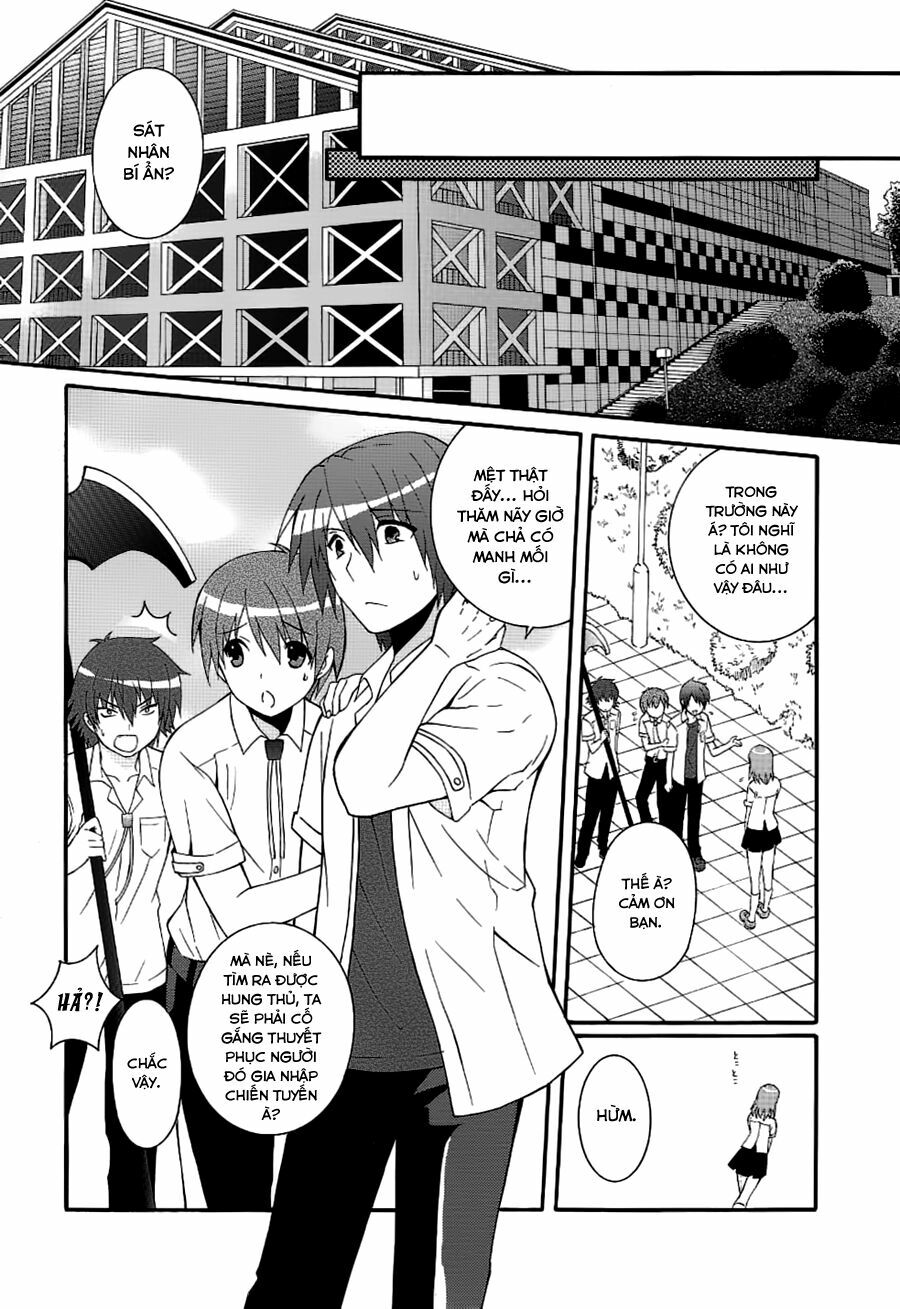 SÁT
NHÂN
BÍ ẨN?
TRONG
TRƯỜNG NÀY
Á? TÔI NGHĨ
LÀ KHÔNG
CÓ AI NHƯ
VẬY ĐÂU...
THẾ À?
CẢM ƠN
BẠN.
HỪM.
とと
MỆT THẬT
ĐẤY... HỎI
THĂM NÃY GIỜ
MÀ CHẢ CÓ
MANH MỐI
GÌ...
MÀ NÈ, NẾU
TÌM RA ĐƯỢC
HUNG THỦ, TA
SẼ PHẢI CỐ
GẮNG THUYẾT
PHỤC NGƯỜI
ĐÓ GIA NHẬP
CHIẾN TUYẾN
À?
HẢ?!
CHẮC
VẬY.